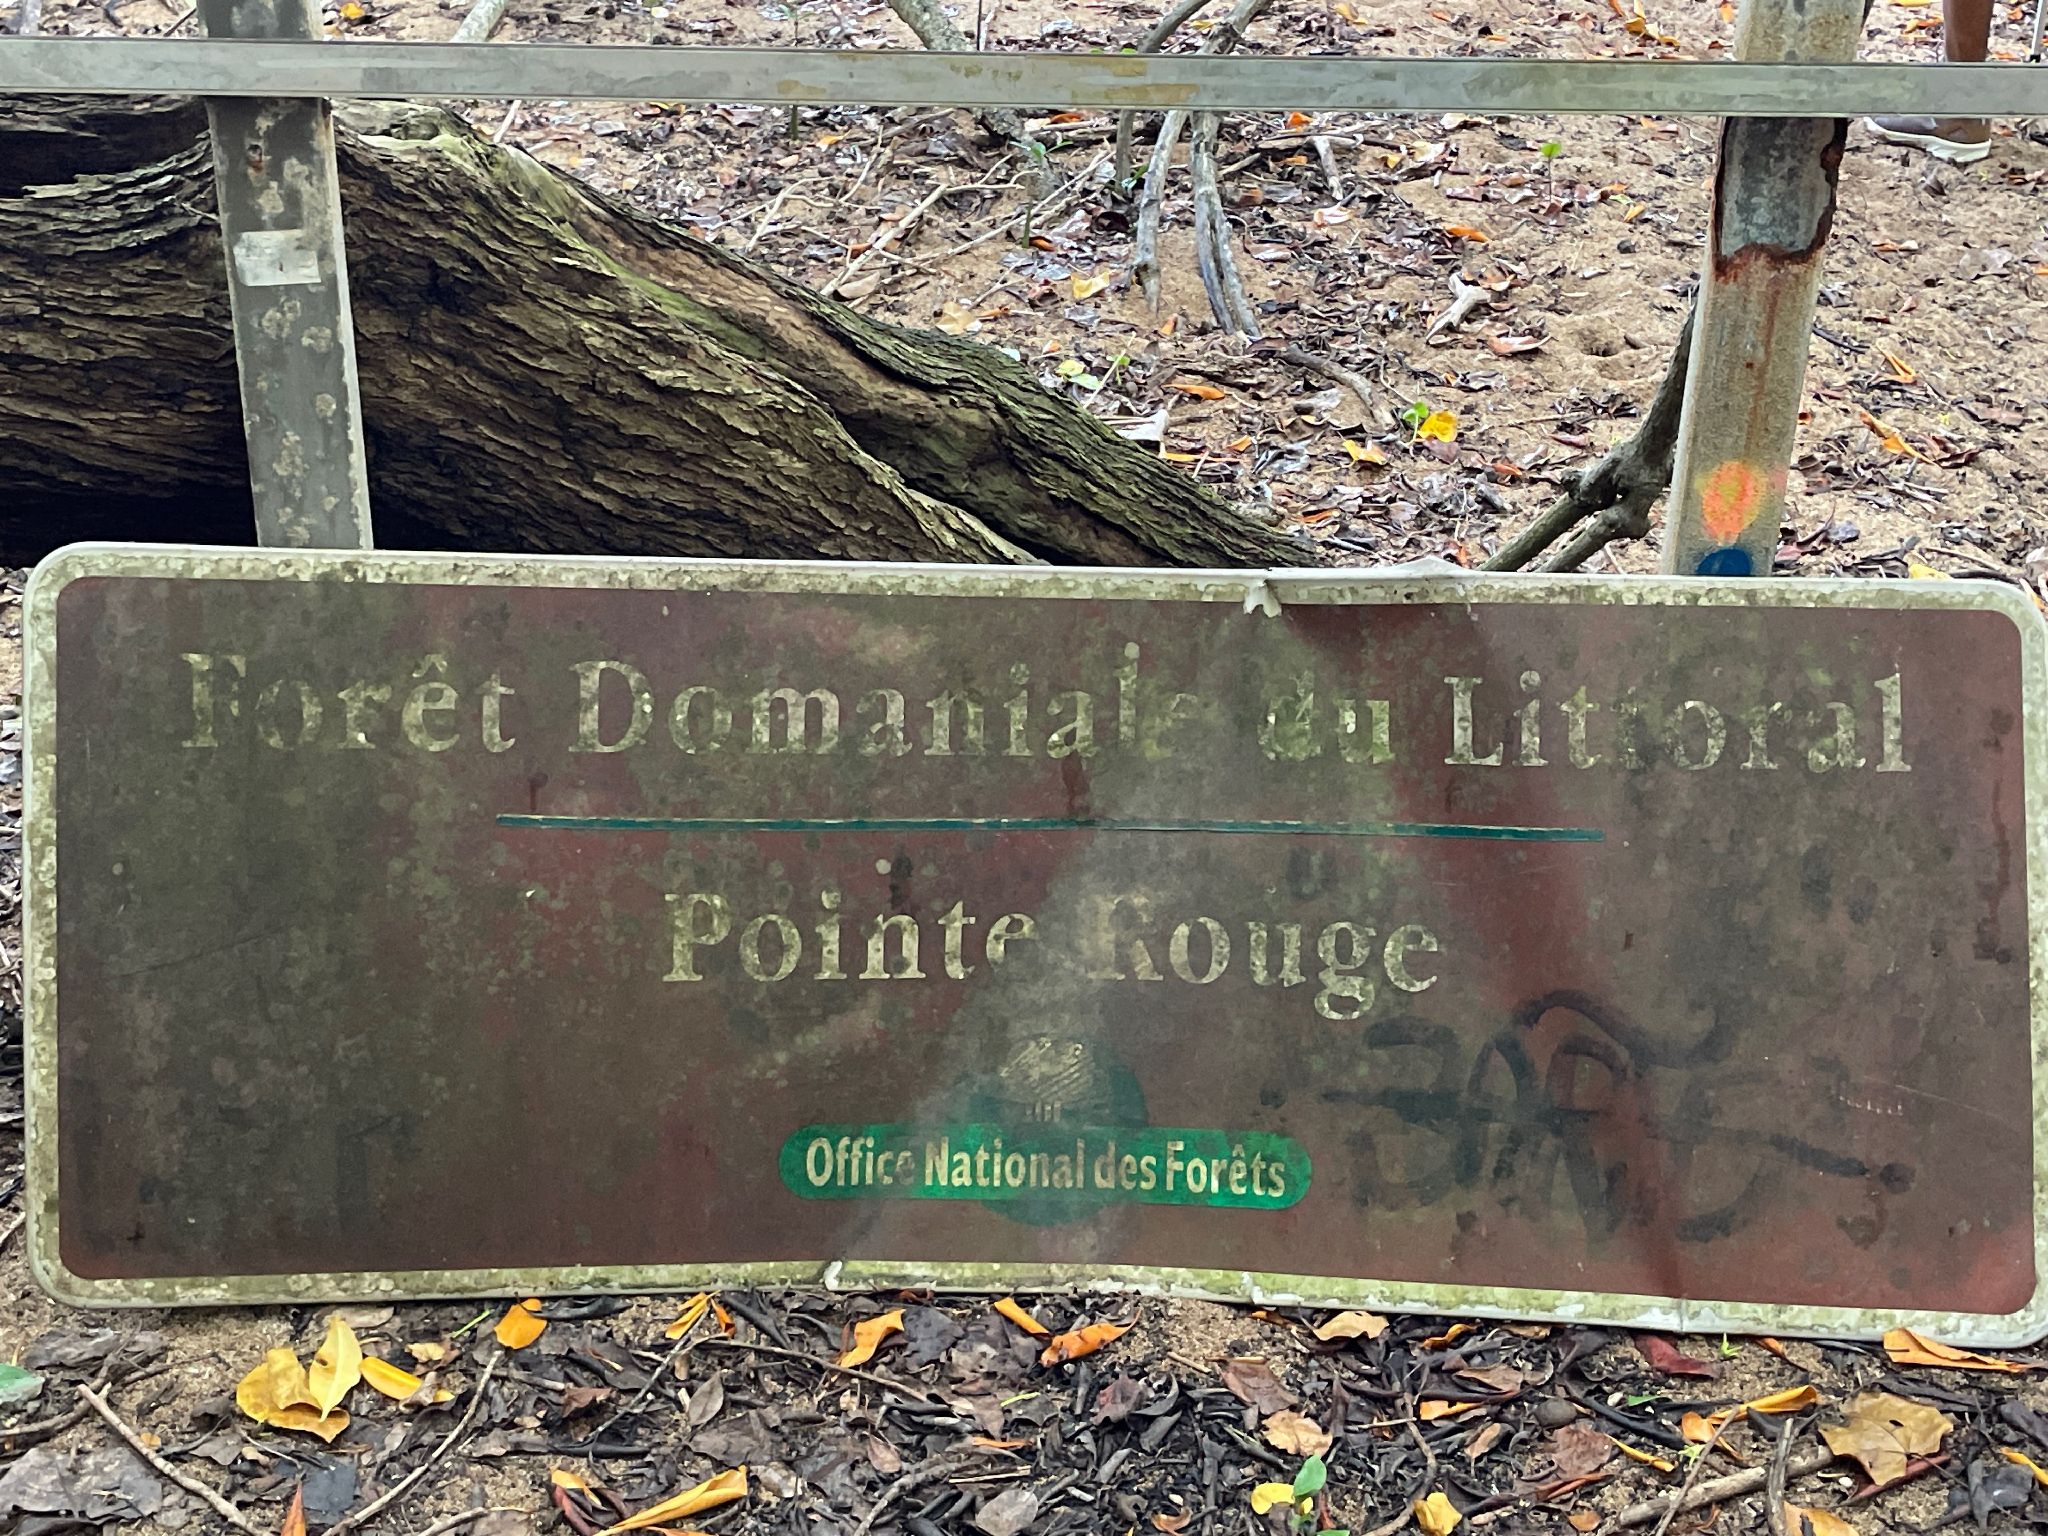 Forêt Domaniale du Littoral
Pointe Rouge
Office National des Forêts